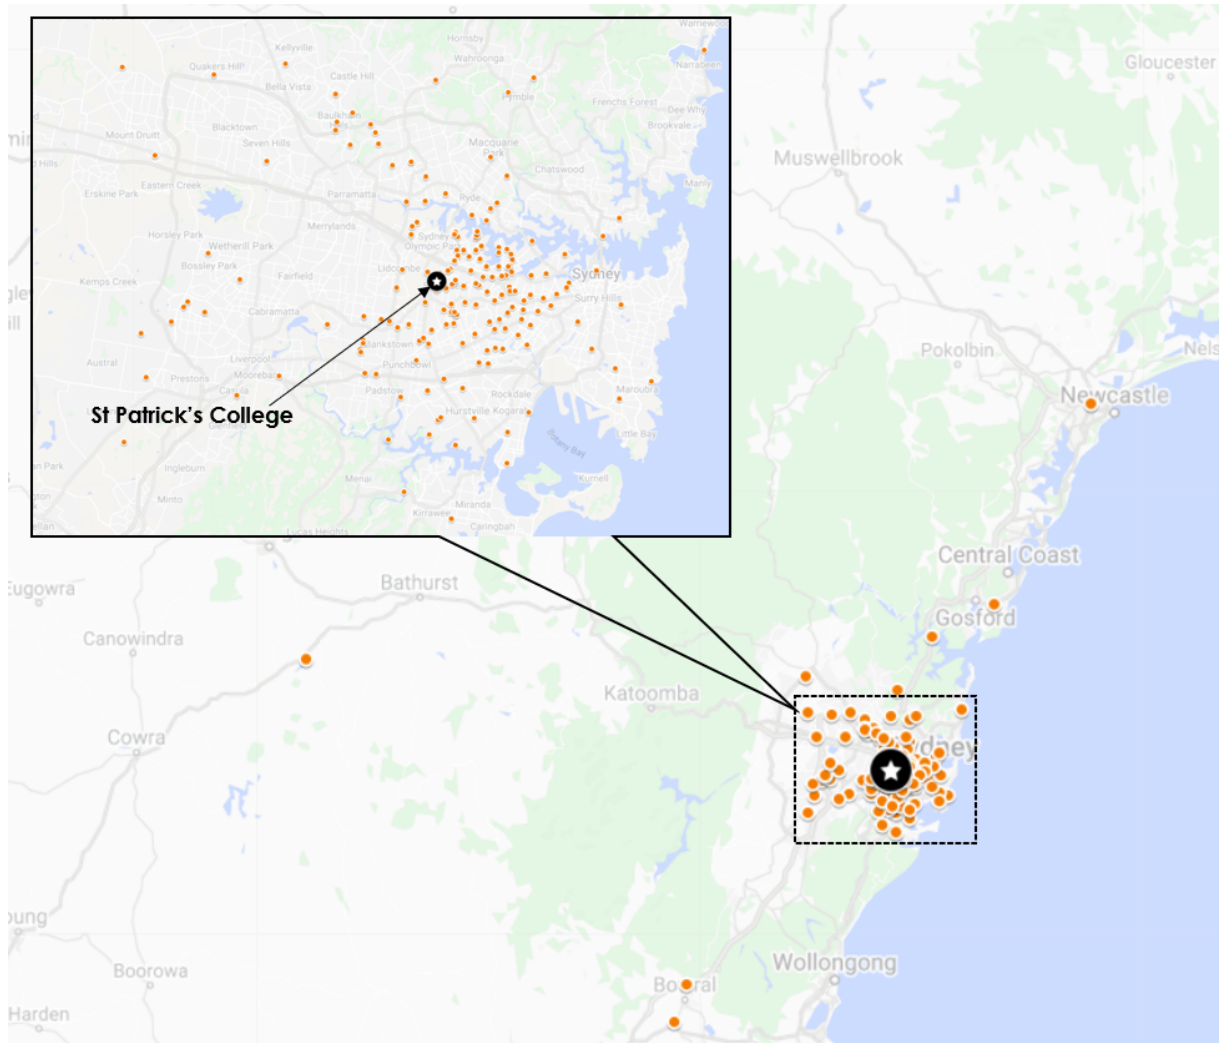 Warriewood
Hornsby
Wahroonga
Narrabeen
Kellyville
Quakers Hill
Castle Hill
Bella Vista
Pymble
Frenchs Forest
Dee Why
Brookvale
Baulkham
Hills
Mount Druitt
Blacktown
Seven Hills
Macquarie
Park
Chatswood
Manly
Eastern Creek
Erskine Park
Parramatta
Ryde
Merrylands
Sydney
Olympic Park
Horsley Park
Wetherill Park
Bossley Park
Lidcombe
Kemps Creek
Fairfield
Sydney
Surry Hills
Cabramatta
Bankstown
Punchbowl
Liverpool
Austral
Prestons
Moorebank
Casula
Padstow
Rockdale
Maroubra
St Patrick's College
Glenfield
Hurstville
Kogarah
Little Bay
Botany Bay
Ingleburn
Menai
Kurnell
Minto
Miranda
Kirrawee
Caringbah
Lucas Heights
Gloucester
Muswellbrook
Pokolbin
Nels
Newcastle
Central Coast
Gosford
Eugowra
Bathurst
Canowindra
Katoomba
Cowra
Sydney
Boorowa
Wollongong
Bowral
Harden